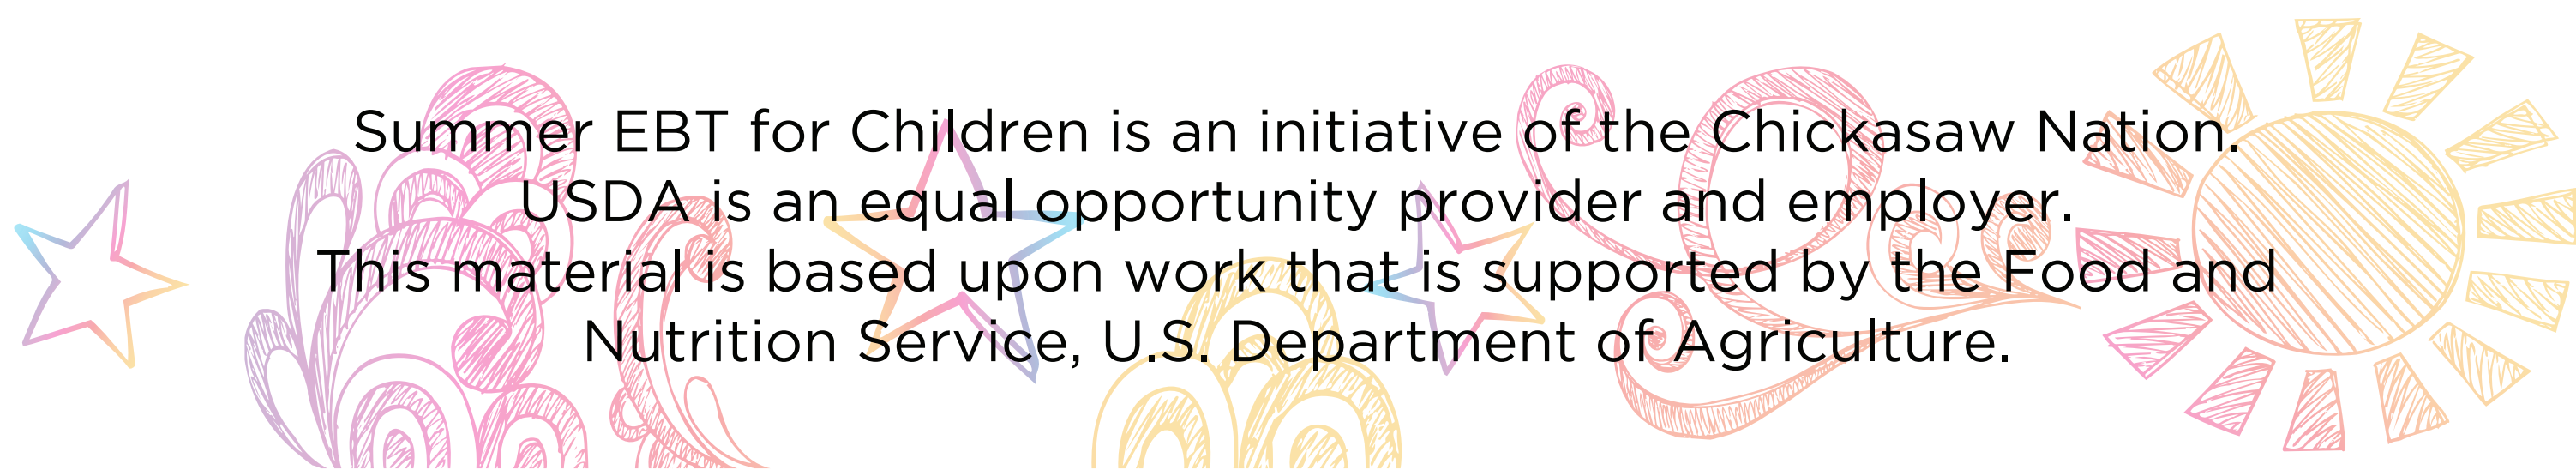 Summer EBT for Children is an initiative of the Chickasaw Nation.
USDA is an equal opportunity provider and employer.
This material is based upon work that is supported by the Food and
Nutrition Service, U.S. Department of Agriculture.